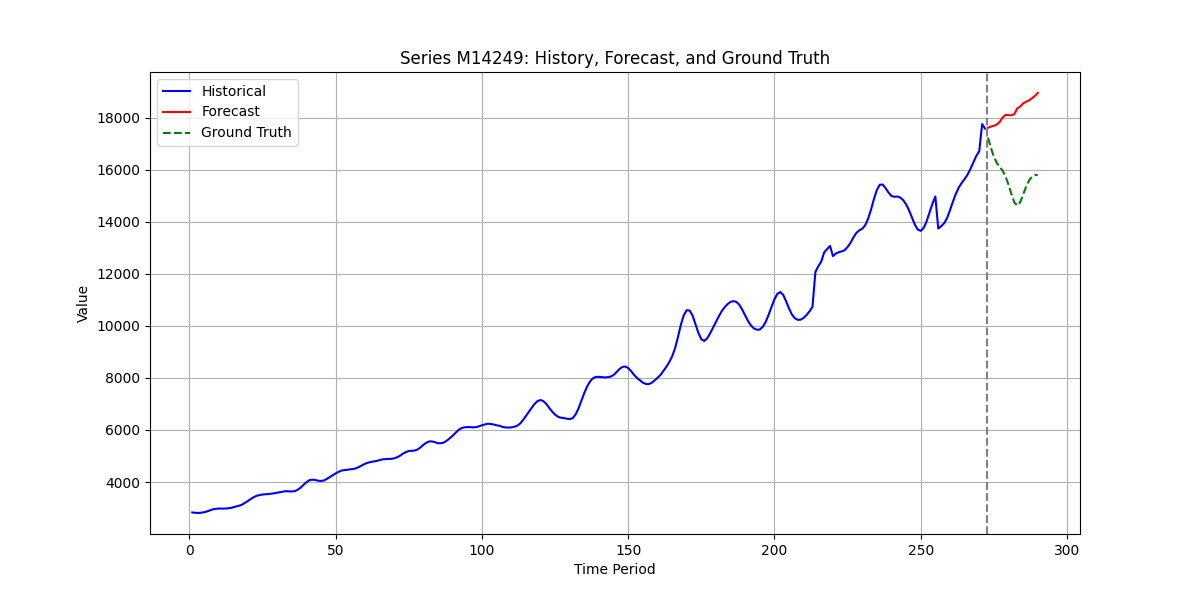 Series M14249: History, Forecast, and Ground Truth
Historical
Forecast
Ground Truth
18000
16000
14000
12000
10000
8000
6000
4000
Value
0 50 100 150 200 250 300
Time Period